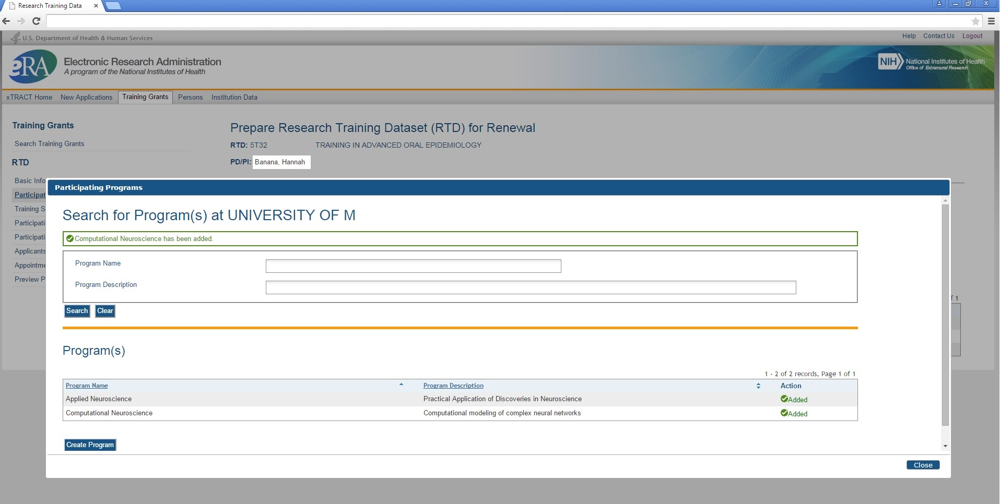 Research Training Data
U.S. Department of Health & Human Services
Help Contact Us Logout
eRA
Electronic Research Administration
A program of the National Institutes of Health
NIH
National Institutes of Health
Office of Extramural Research
xTRACT Home New Applications Training Grants Persons Institution Data
Training Grants
Search Training Grants
RTD
Basic Info
Participat
Training S
Participati
Participati
Applicants
Appointme
Preview P
Prepare Research Training Dataset (RTD) for Renewal
RTD: 5T32 TRAINING IN ADVANCED ORAL EPIDEMIOLOGY
PD/PI: Banana, Hannah
f 1
Participating Programs
Search for Program(s) at UNIVERSITY OF M
Computational Neuroscience has been added.
Program Name
Program Description
Search Clear
Program(s)
1 - 2 of 2 records, Page 1 of 1
Program Name Program Description Action
Applied Neuroscience Practical Application of Discoveries in Neuroscience Added
Computational Neuroscience Computational modeling of complex neural networks Added
Create Program
Close